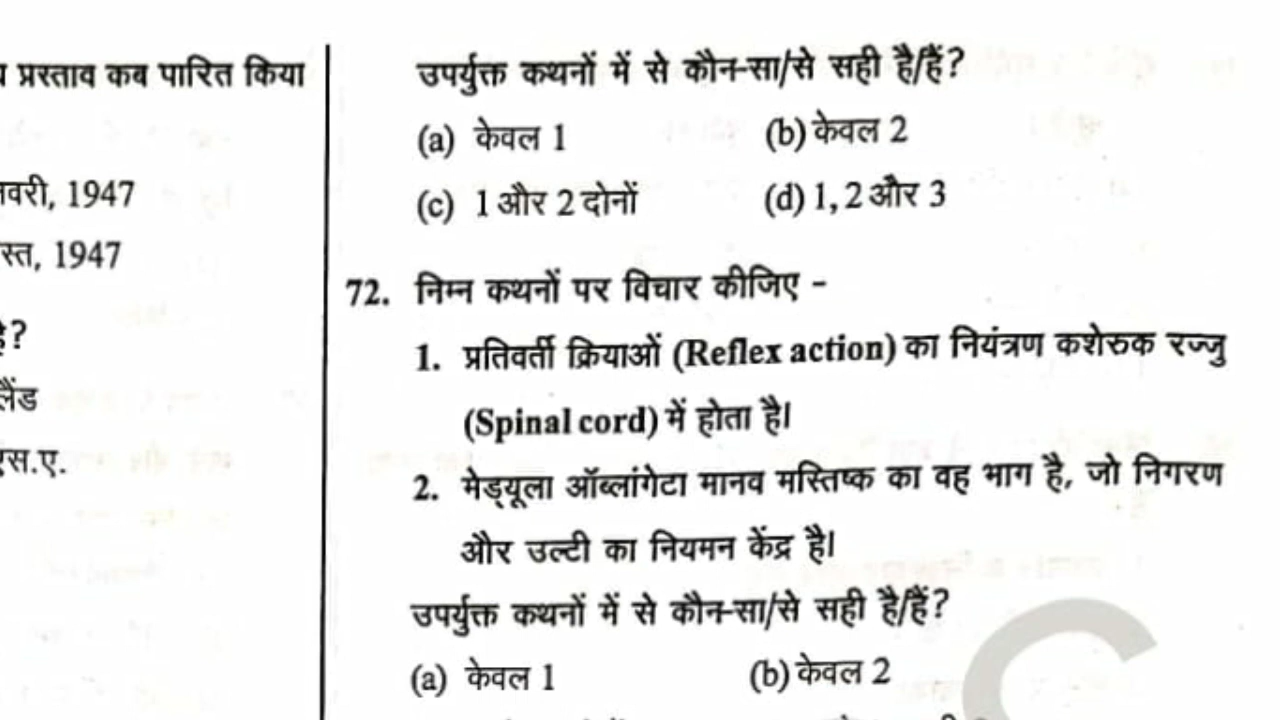 प्रस्ताव कब पारित किया
1947
1947
है?
लैंड
एस.ए.
उपर्युक्त कथनों में से कौन-सा/से सही है/हैं?
(a) केवल 1 (b) केवल 2
(c) 1 और 2 दोनों (d) 1, 2 और 3
72. निम्न कथनों पर विचार कीजिए -
1. प्रतिवर्ती क्रियाओं (Reflex action) का नियंत्रण कशेरुक रज्जु
(Spinal cord) में होता है।
2. मेड्यूला ऑब्लांगेटा मानव मस्तिष्क का वह भाग है, जो निगरण
और उल्टी का नियमन केंद्र है।
उपर्युक्त कथनों में से कौन-सा/से सही है/हैं?
(a) केवल 1 (b) केवल 2